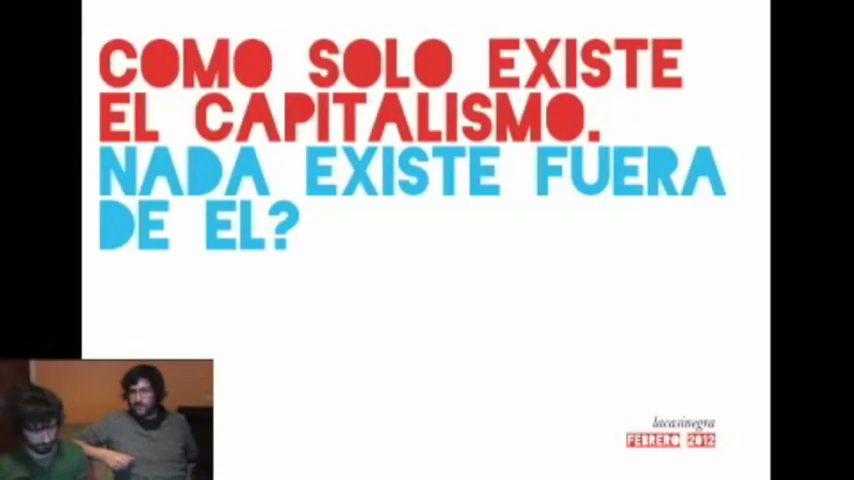 COMO SOLO EXISTE
EL CAPITALISMO.
NADA EXISTE FUERA
DE EL?
lacasinegra
FEBRERO 2012